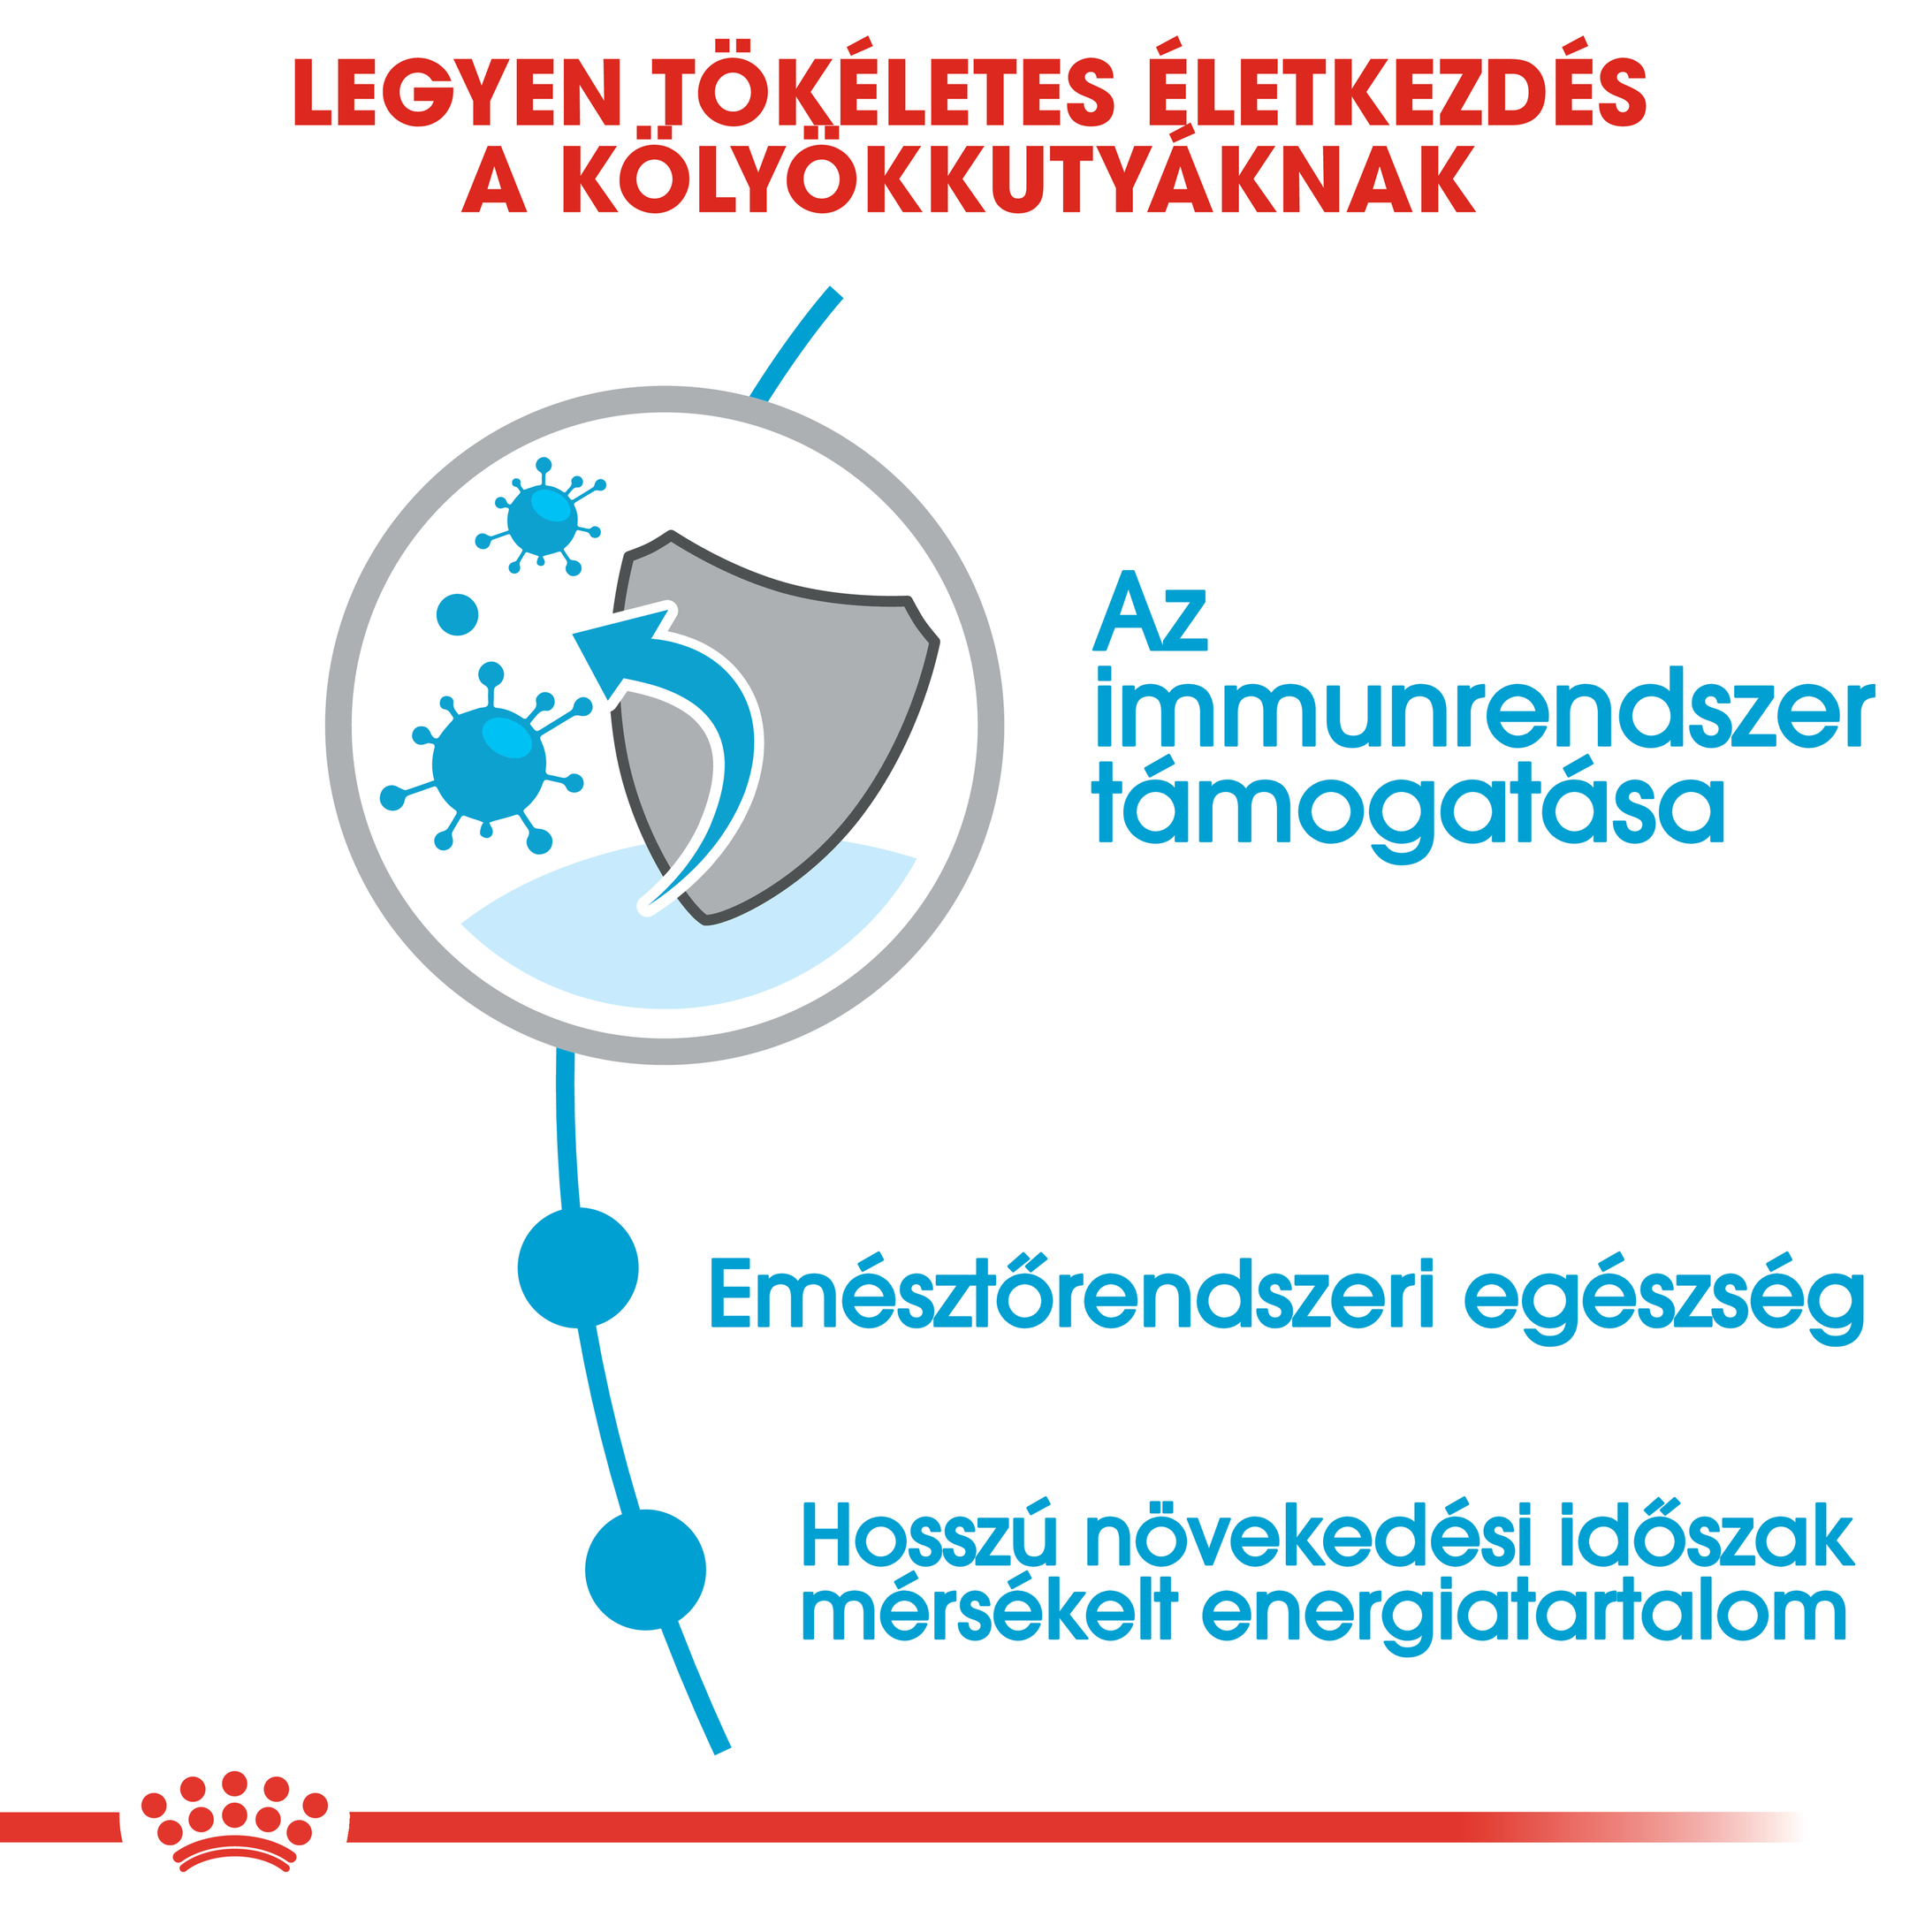 LEGYEN TÖKÉLETES ÉLETKEZDÉS
A KÖLYÖKKUTYÁKNAK
Az
immunrendszer
támogatása
Emésztőrendszeri egészség
Hosszú növekedési időszak
mérsékelt energiatartalom